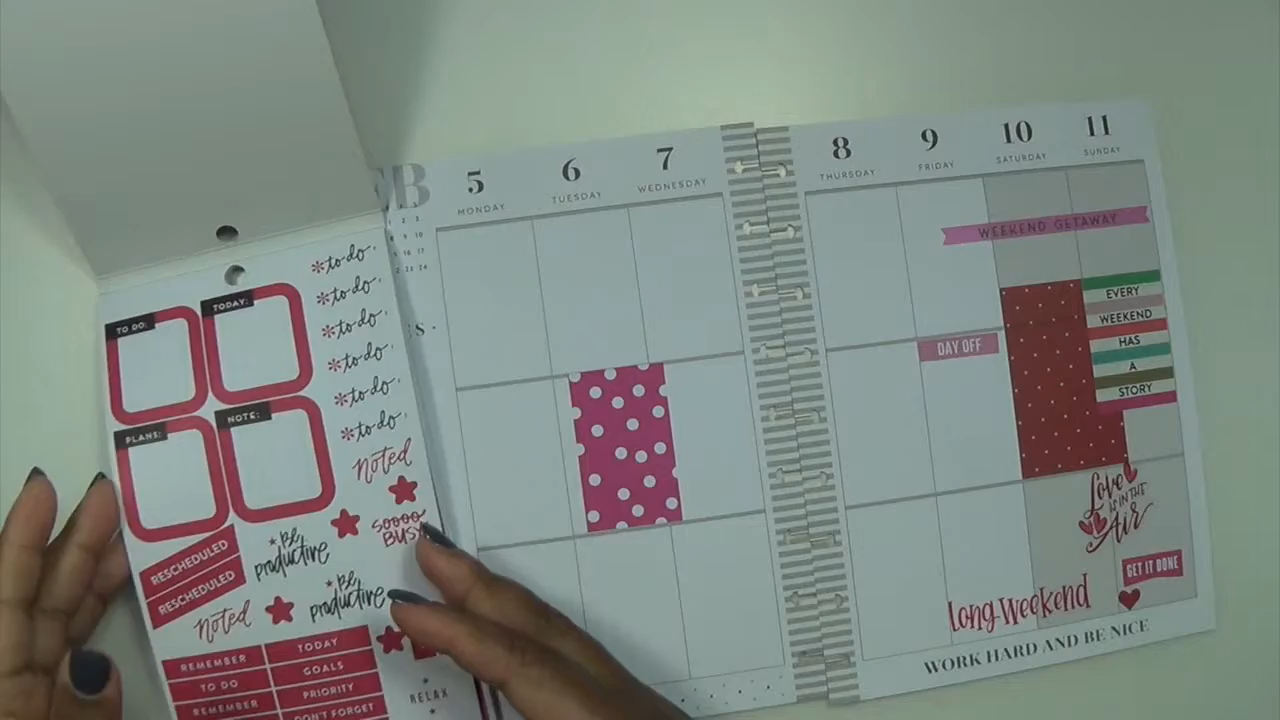 TO DO:
TODAY:
PLANS:
NOTE:
*to do.
*to do.
*to do.
*to do.
*to do.
*to do.
Noted
SOOOO
BUSY
RESCHEDULED
RESCHEDULED
Be
productive
Noted
Be
productive
REMEMBER
TODAY
TO DO
GOALS
REMEMBER
PRIORITY
DON'T FORGET
RELAX
B
5
MONDAY
6
TUESDAY
7
WEDNESDAY
8
THURSDAY
9
FRIDAY
10
SATURDAY
11
SUNDAY
WEEKEND GETAWAY
EVERY
WEEKEND
HAS
A
STORY
DAY OFF
Love
IS IN THE
Air
GET IT DONE
Long Weekend
WORK HARD AND BE NICE